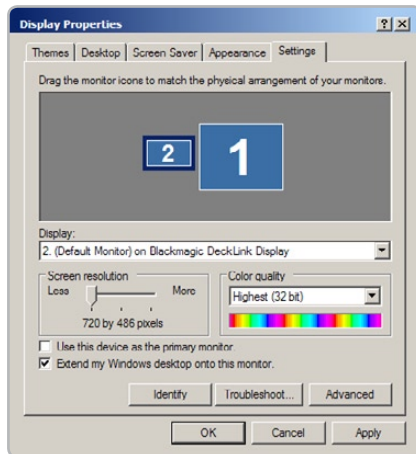 Display Properties
Themes Desktop Screen Saver Appearance Settings
Drag the monitor icons to match the physical arrangement of your monitors.
2 1
Display:
2. (Default Monitor) on Blackmagic DeckLink Display
Screen resolution Color quality
Less More Highest (32 bit)
720 by 486 pixels
Use this device as the primary monitor.
Extend my Windows desktop onto this monitor.
Identify Troubleshoot... Advanced
OK Cancel Apply